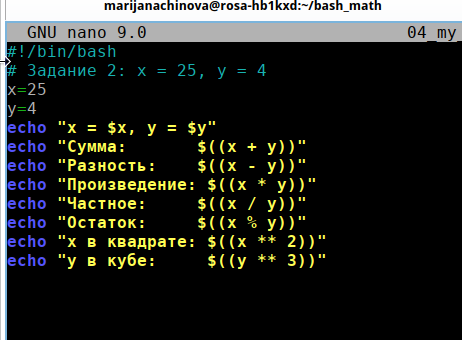 marijanachinova@rosa-hb1kxd:~/bash_math
GNU nano 9.0 04_my_
#!/bin/bash
# Задание 2: x = 25, y = 4
x=25
y=4
echo "x = $x, y = $y"
echo "Сумма:       $((x + y))"
echo "Разность:    $((x - y))"
echo "Произведение: $((x * y))"
echo "Частное:     $((x / y))"
echo "Остаток:     $((x % y))"
echo "x в квадрате: $((x ** 2))"
echo "y в кубе:     $((y ** 3))"